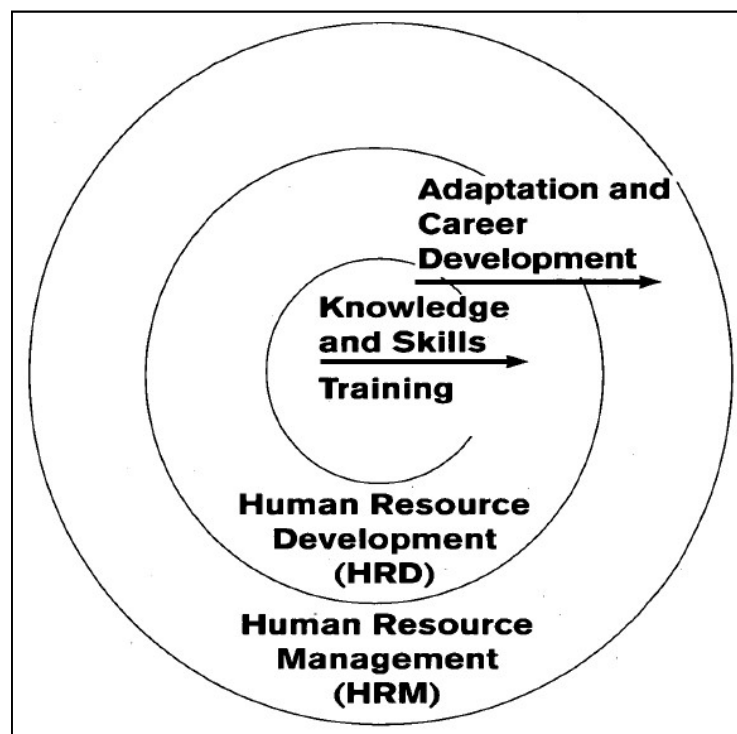 Adaptation and
Career
Development
Knowledge
and Skills
Training
Human Resource
Development
(HRD)
Human Resource
Management
(HRM)